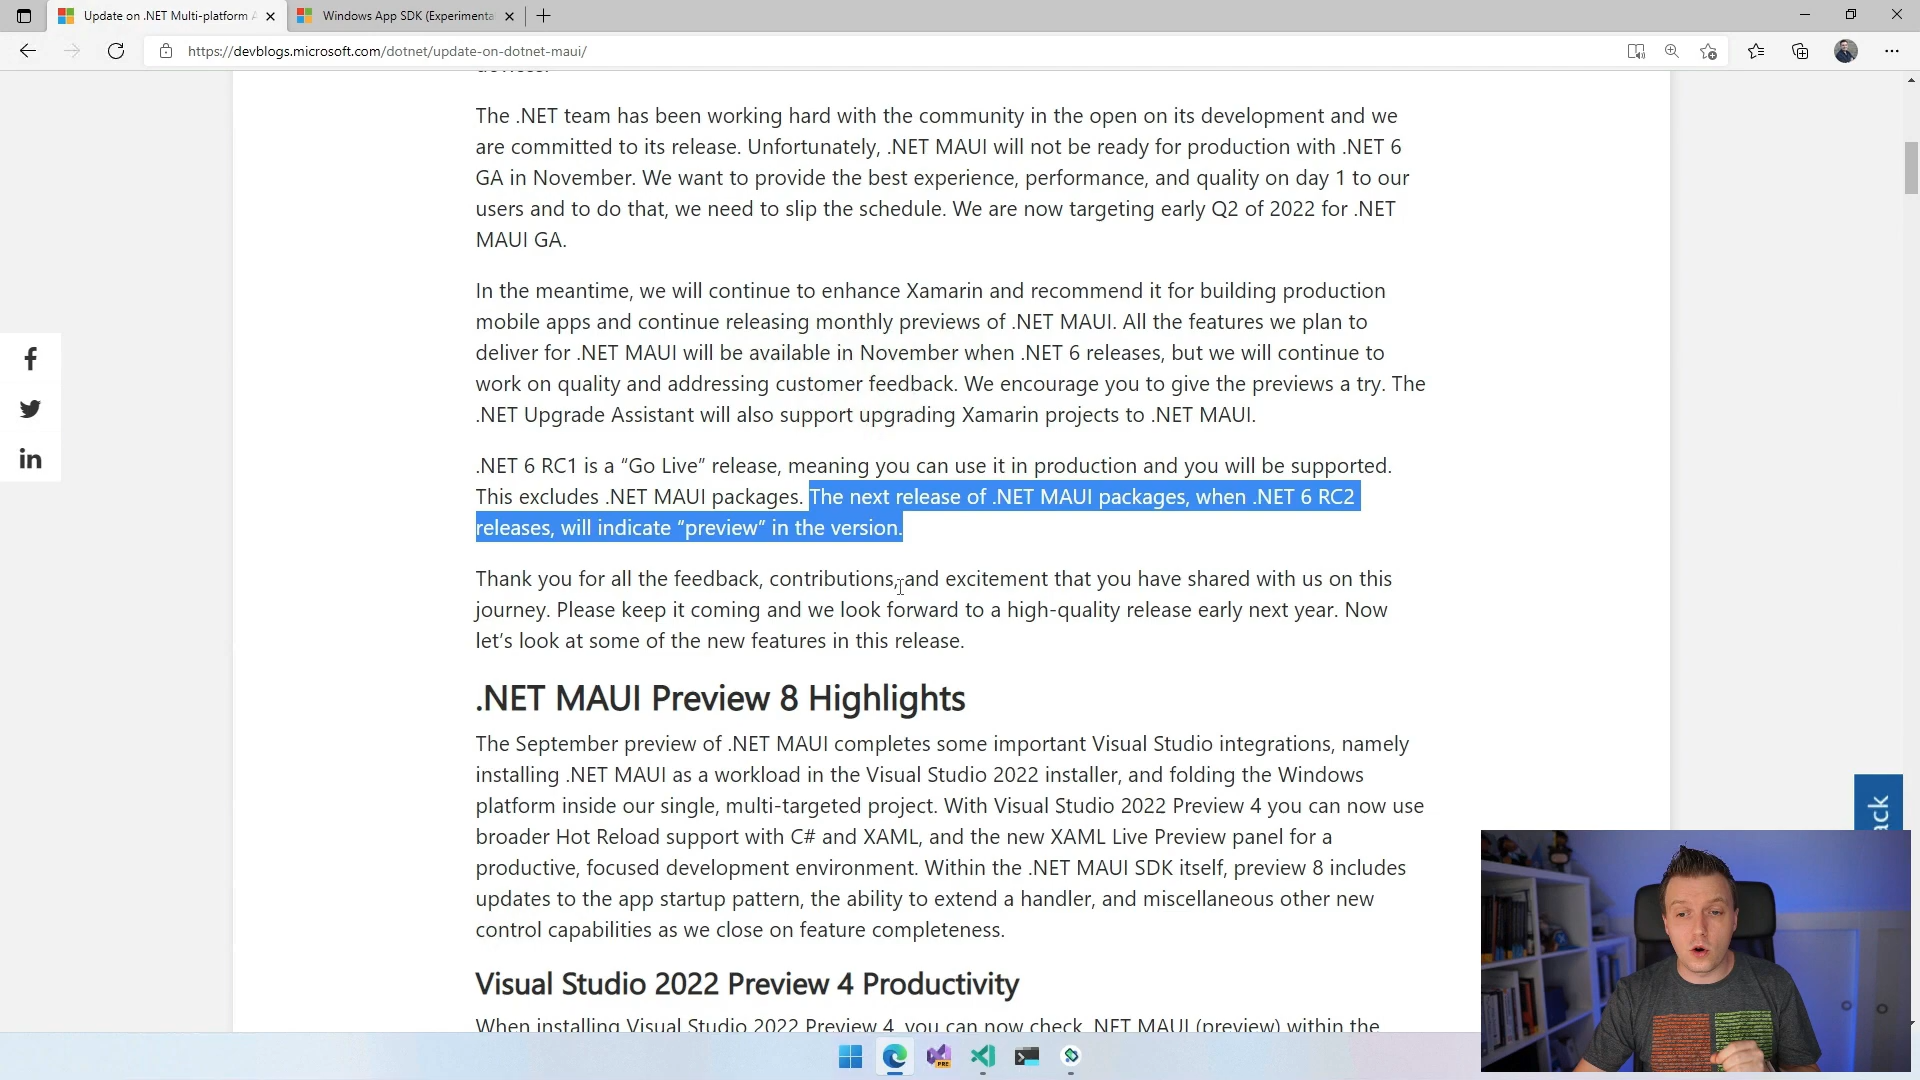 Update on .NET Multi-platform A
Windows App SDK (Experimenta
https://devblogs.microsoft.com/dotnet/update-on-dotnet-maui/
The .NET team has been working hard with the community in the open on its development and we
are committed to its release. Unfortunately, .NET MAUI will not be ready for production with .NET 6
GA in November. We want to provide the best experience, performance, and quality on day 1 to our
users and to do that, we need to slip the schedule. We are now targeting early Q2 of 2022 for .NET
MAUI GA.
In the meantime, we will continue to enhance Xamarin and recommend it for building production
mobile apps and continue releasing monthly previews of .NET MAUI. All the features we plan to
deliver for .NET MAUI will be available in November when .NET 6 releases, but we will continue to
work on quality and addressing customer feedback. We encourage you to give the previews a try. The
.NET Upgrade Assistant will also support upgrading Xamarin projects to .NET MAUI.
.NET 6 RC1 is a “Go Live” release, meaning you can use it in production and you will be supported.
This excludes .NET MAUI packages. The next release of .NET MAUI packages, when .NET 6 RC2
releases, will indicate “preview” in the version.
Thank you for all the feedback, contributions, and excitement that you have shared with us on this
journey. Please keep it coming and we look forward to a high-quality release early next year. Now
let’s look at some of the new features in this release.
.NET MAUI Preview 8 Highlights
The September preview of .NET MAUI completes some important Visual Studio integrations, namely
installing .NET MAUI as a workload in the Visual Studio 2022 installer, and folding the Windows
platform inside our single, multi-targeted project. With Visual Studio 2022 Preview 4 you can now use
broader Hot Reload support with C# and XAML, and the new XAML Live Preview panel for a
productive, focused development environment. Within the .NET MAUI SDK itself, preview 8 includes
updates to the app startup pattern, the ability to extend a handler, and miscellaneous other new
control capabilities as we close on feature completeness.
ack
Visual Studio 2022 Preview 4 Productivity
When installing Visual Studio 2022 Preview 4, you can now check .NET MAUI (preview) within the
PRE